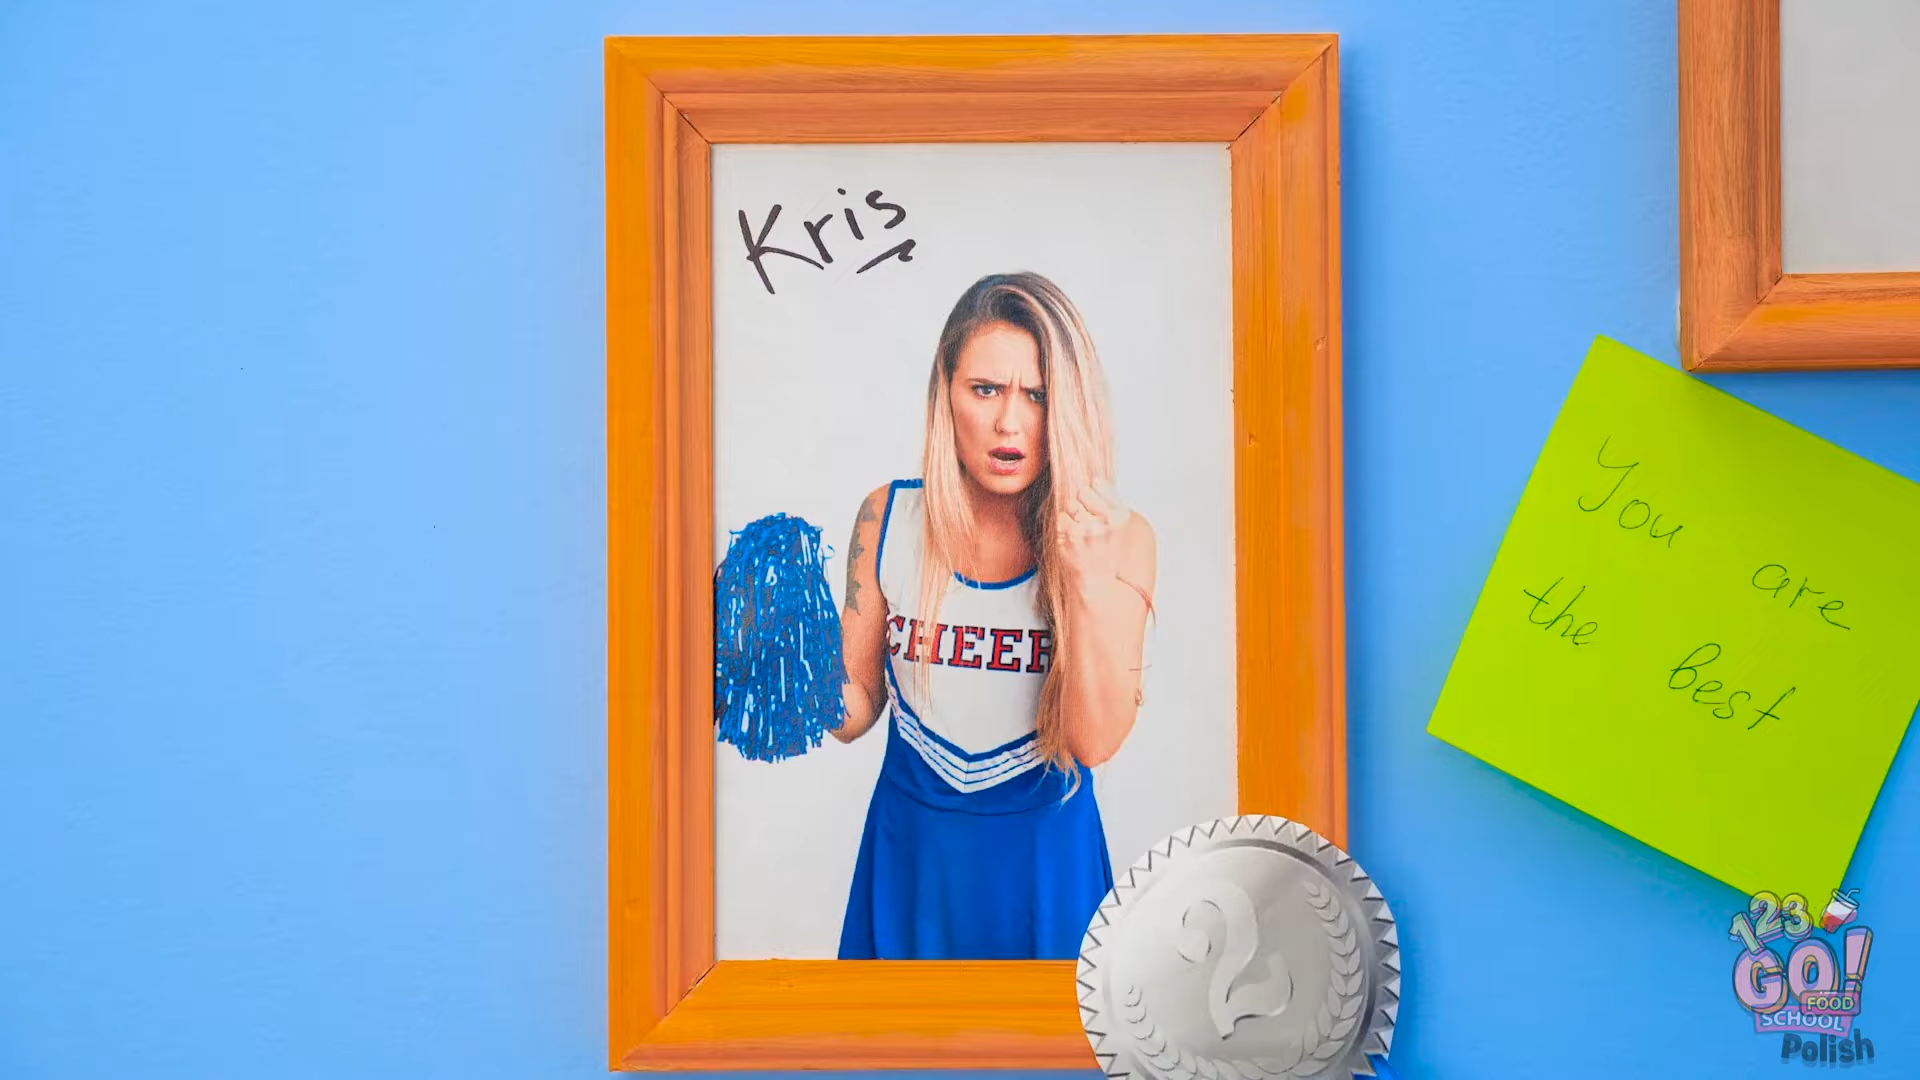 Kris
CHEER
You are
the best
2
123
GO!
FOOD
SCHOOL
Polish